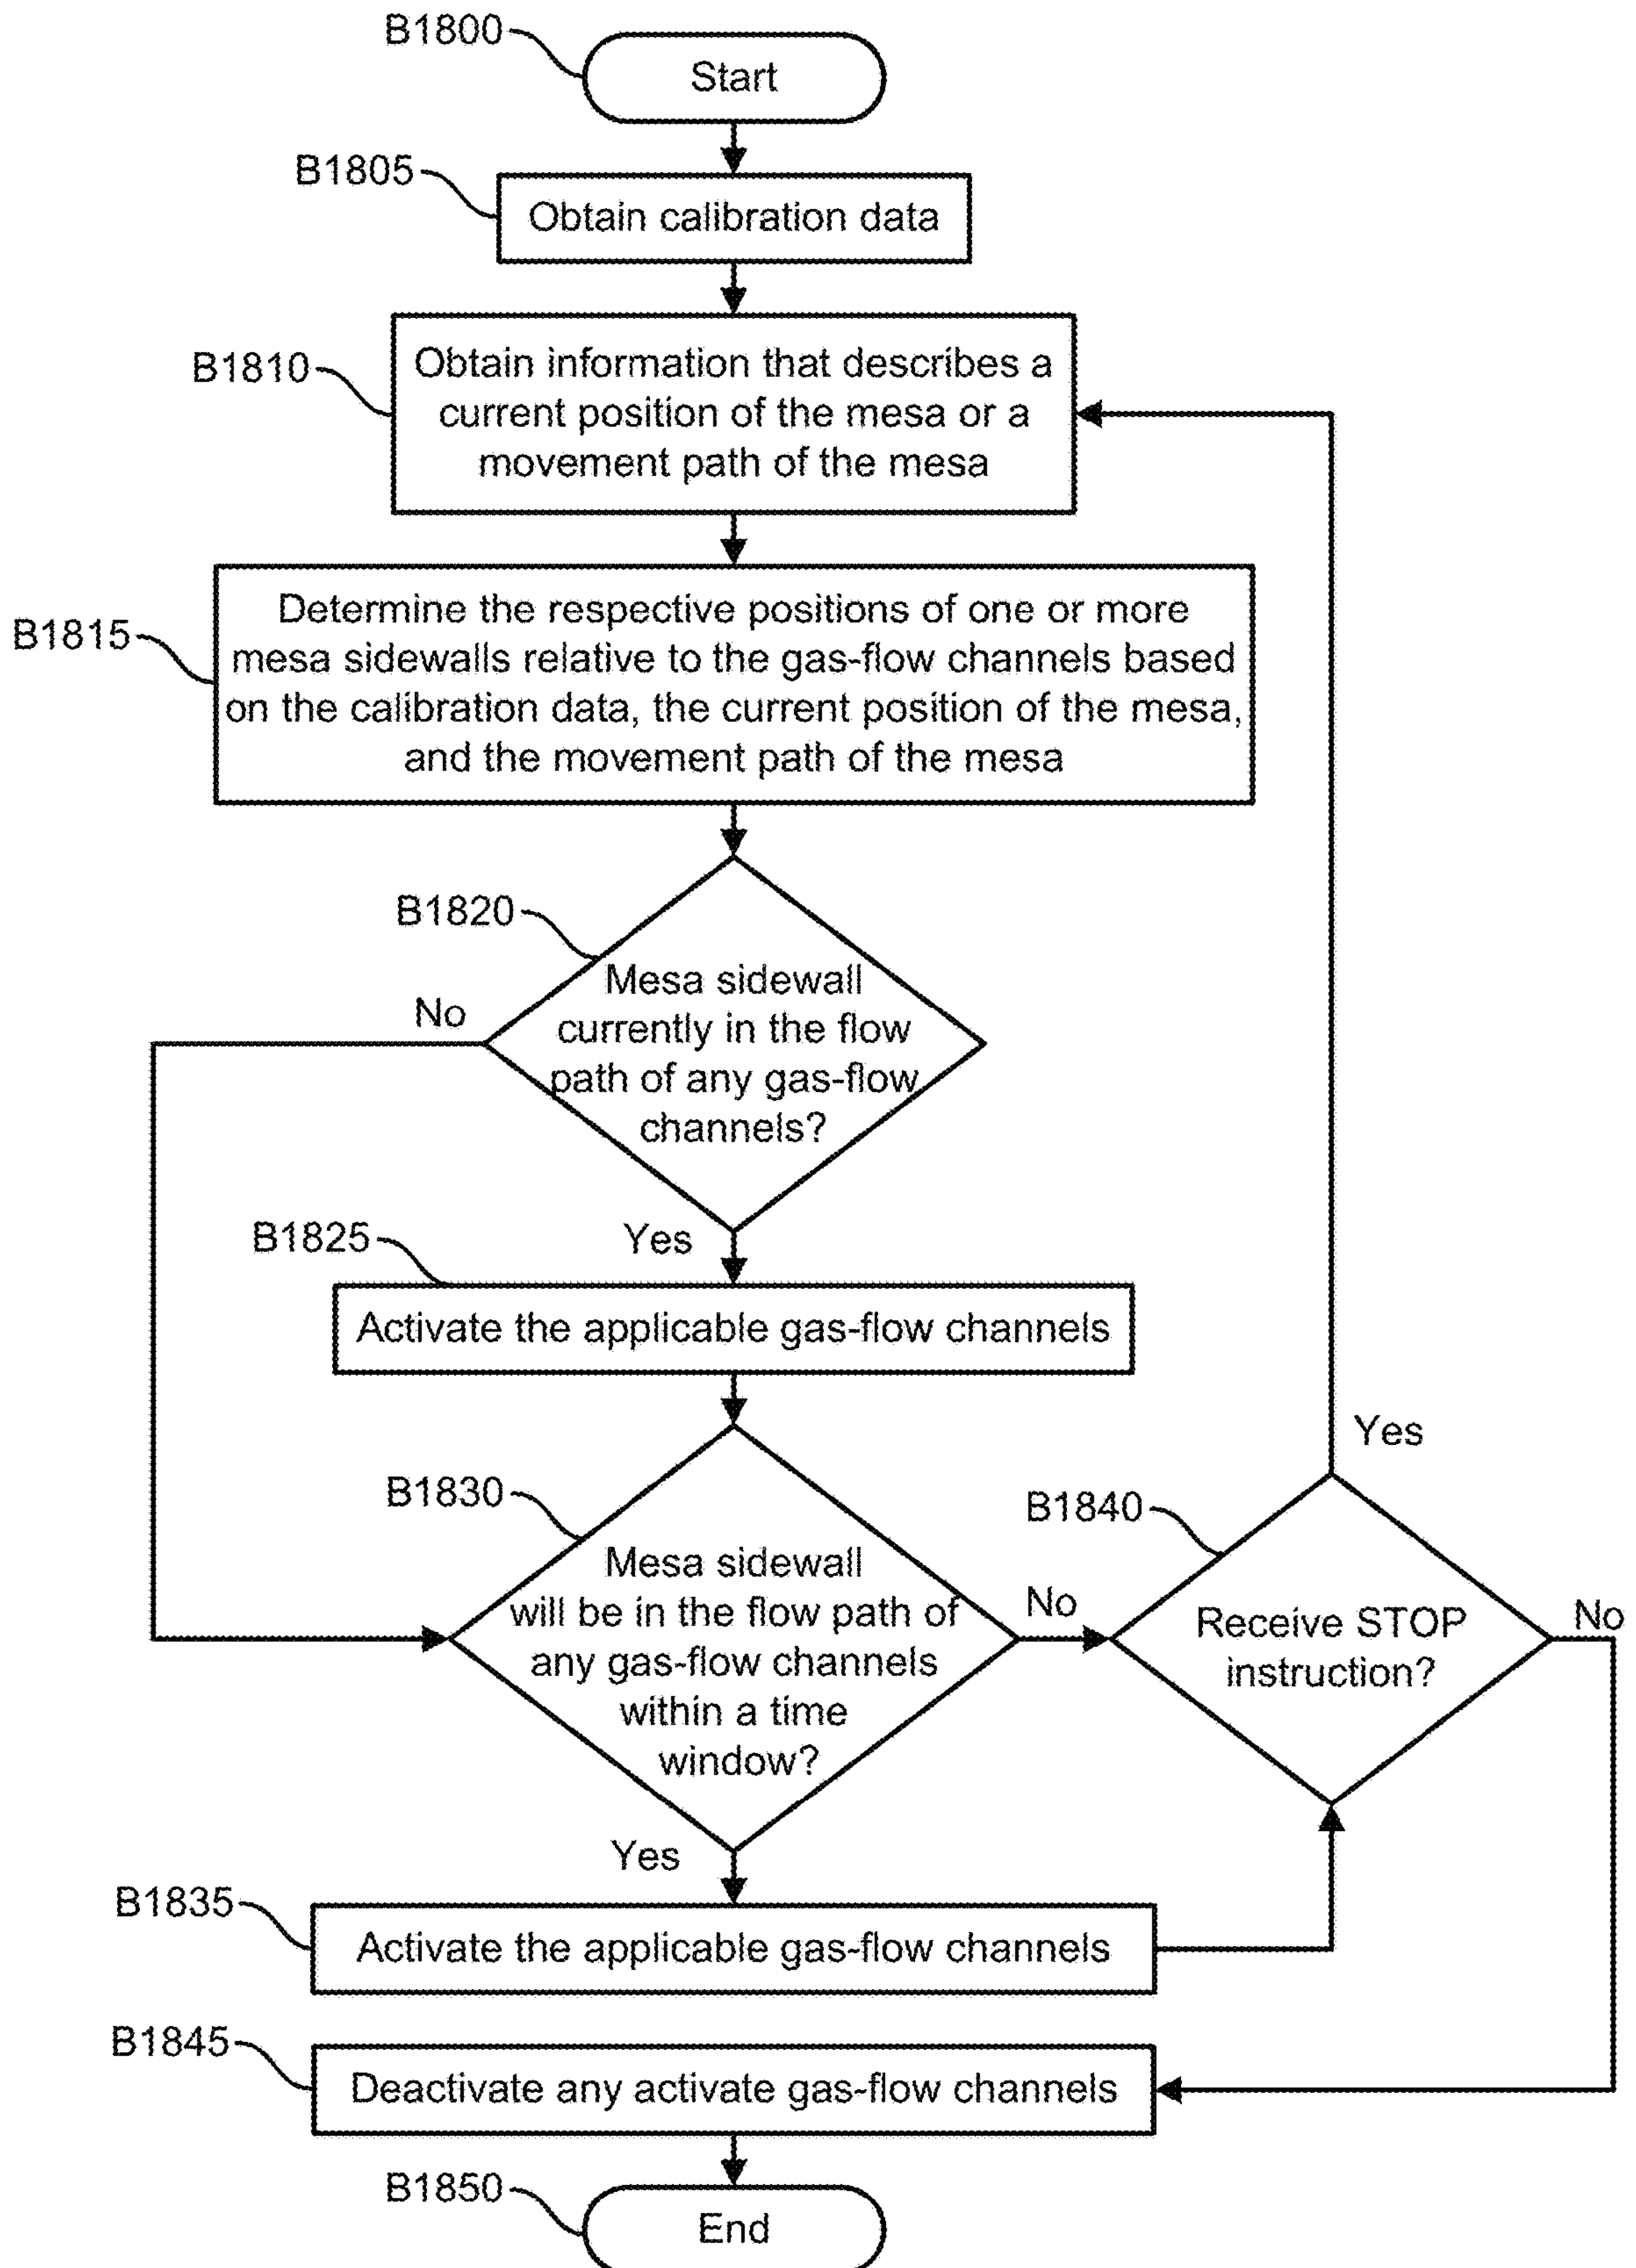 B1800
Start
B1805
Obtain calibration data
B1810
Obtain information that describes a
current position of the mesa or a
movement path of the mesa
B1815
Determine the respective positions of one or more
mesa sidewalls relative to the gas-flow channels based
on the calibration data, the current position of the mesa,
and the movement path of the mesa
B1820
Mesa sidewall
currently in the flow
path of any gas-flow
channels?
No
Yes
B1825
Activate the applicable gas-flow channels
B1830
Mesa sidewall
will be in the flow path of
any gas-flow channels
within a time
window?
No
Yes
B1840
Receive STOP
instruction?
Yes
No
B1835
Activate the applicable gas-flow channels
B1845
Deactivate any activate gas-flow channels
B1850
End